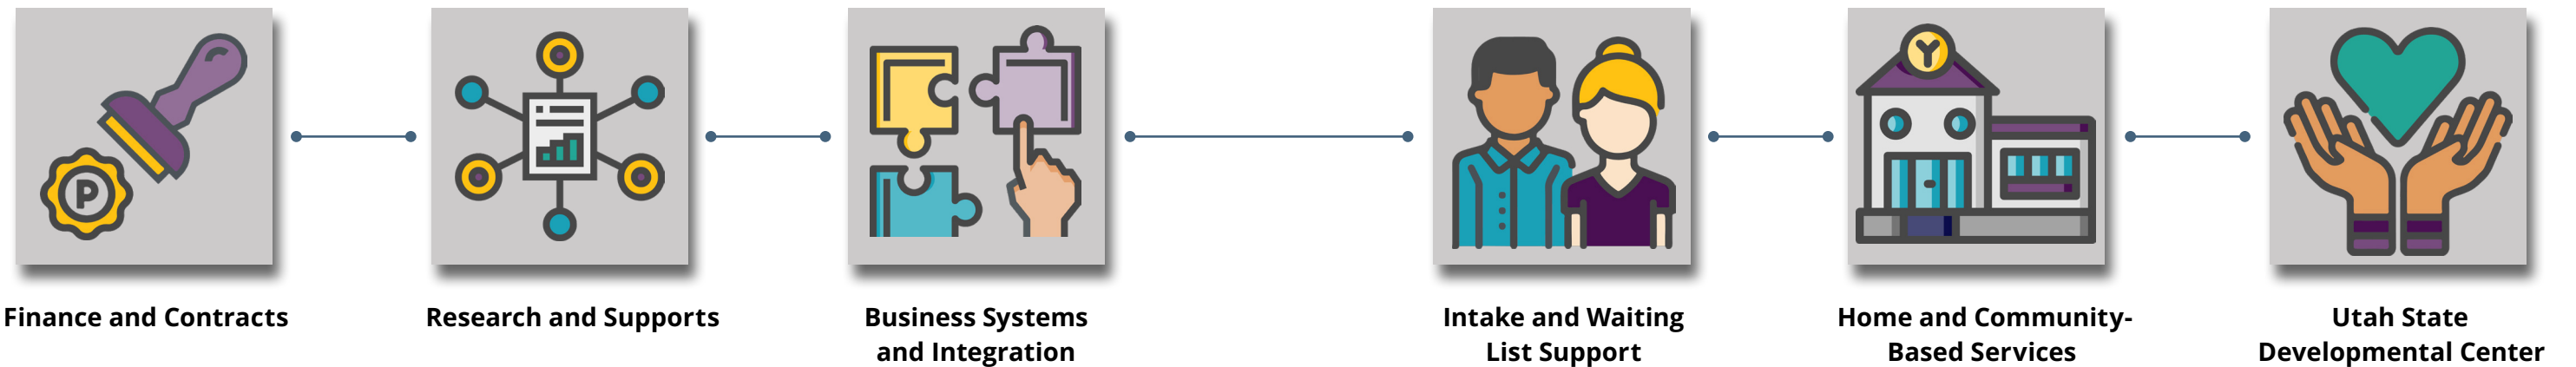 P
Y
Finance and Contracts
Research and Supports
Business Systems
and Integration
Intake and Waiting
List Support
Home and Community-
Based Services
Utah State
Developmental Center